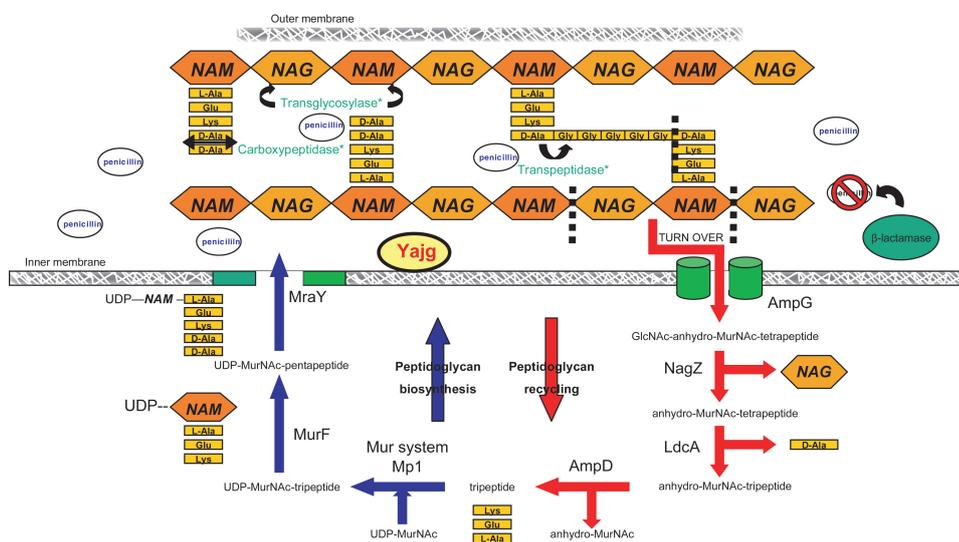 Outer membrane
NAM NAG NAM NAG NAM NAG NAM NAG
L-Ala
Glu
Lys
D-Ala
D-Ala
Transglycosylase*
penicillin
Carboxypeptidase*
D-Ala
D-Ala
Lys
Glu
L-Ala
L-Ala
Glu
Lys
D-Ala Gly Gly Gly Gly Gly D-Ala
Lys
Glu
L-Ala
penicillin
Transpeptidase*
penicillin
penicillin
penicillin
penicillin
NAM NAG NAM NAG NAM NAG NAM NAG
β-lactamase
TURN OVER
Yajg
Inner membrane
UDP—NAM - L-Ala
Glu
Lys
D-Ala
D-Ala
MraY
AmpG
UDP-MurNAc-pentapeptide
GlcNAc-anhydro-MurNAc-tetrapeptide
Peptidoglycan
biosynthesis
Peptidoglycan
recycling
NagZ
NAG
UDP-- NAM
L-Ala
Glu
Lys
MurF
anhydro-MurNAc-tetrapeptide
LdcA
D-Ala
Mur system
Mp1
AmpD
UDP-MurNAc-tripeptide
tripeptide
anhydro-MurNAc-tripeptide
Lys
Glu
L-Ala
UDP-MurNAc
anhydro-MurNAc